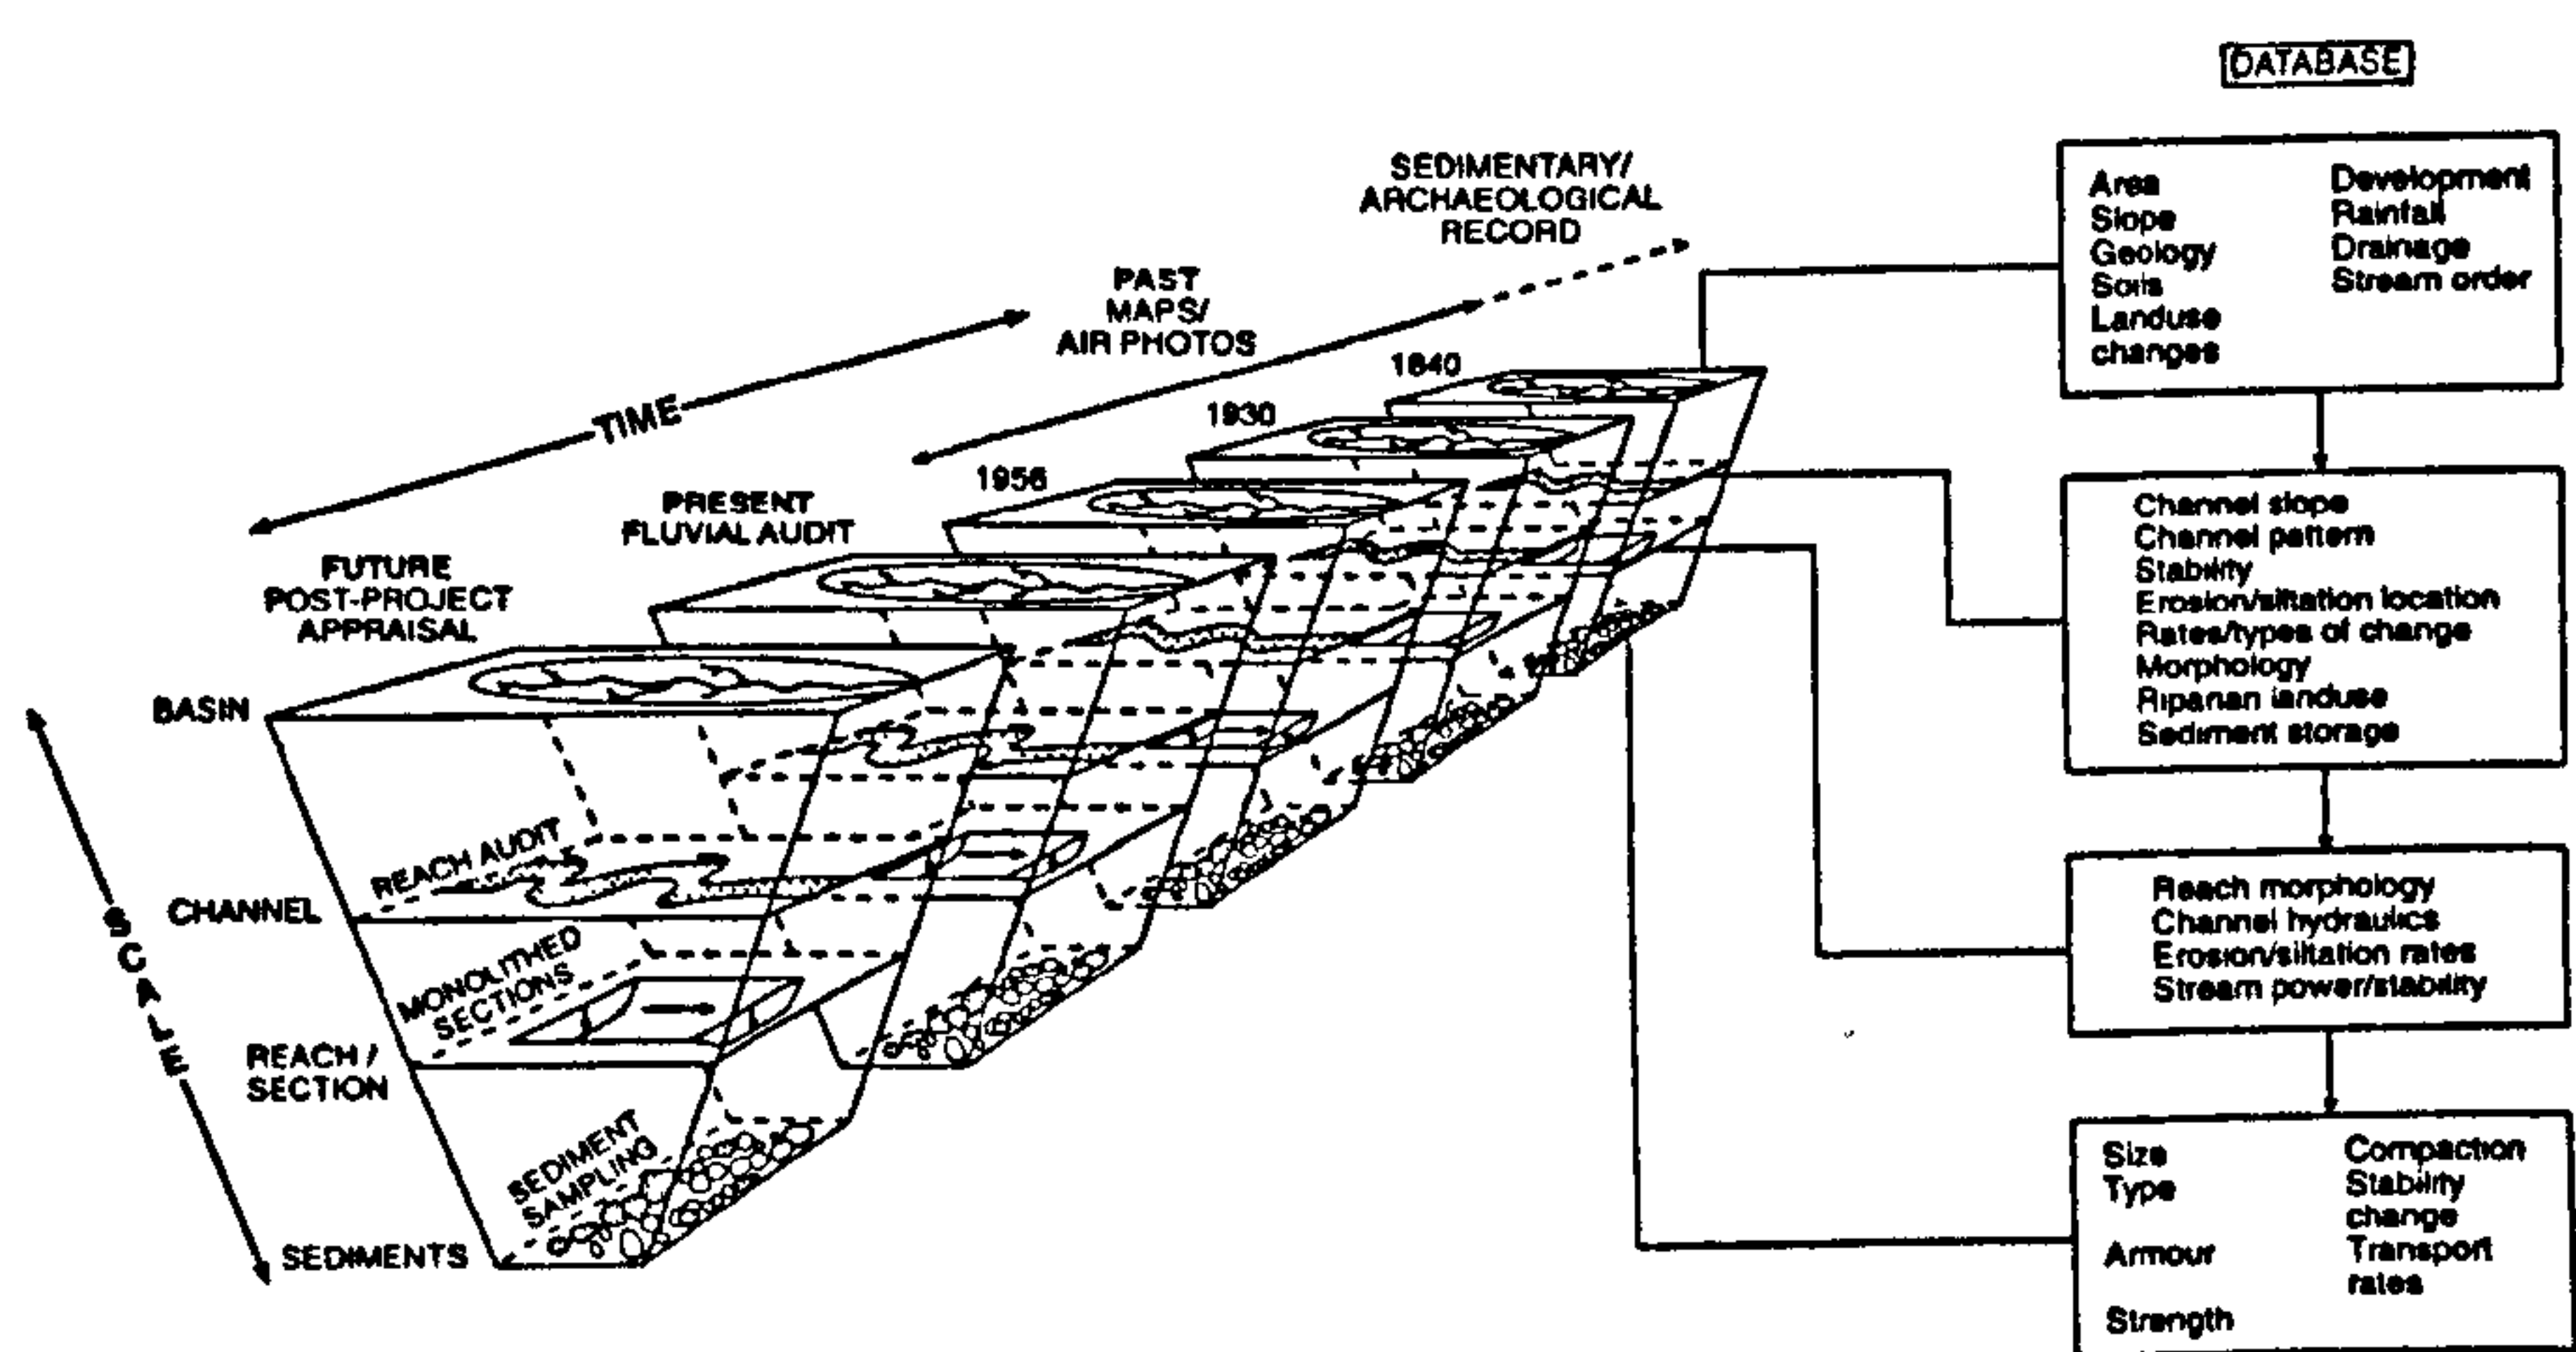 DATABASE
SEDIMENTARY/
ARCHAEOLOGICAL
RECORD
PAST
MAPS/
AIR PHOTOS
TIME
1840
1930
1956
PRESENT
FLUVIAL AUDIT
FUTURE
POST-PROJECT
APPRAISAL
BASIN
CHANNEL
REACH /
SECTION
SEDIMENTS
SCALE
REACH AUDIT
MONOLITHED
SECTIONS
SEDIMENT
SAMPLING
Area
Slope
Geology
Soils
Landuse
changes
Development
Rainfall
Drainage
Stream order
Channel slope
Channel pattern
Stability
Erosion/siltation location
Rates/types of change
Morphology
Riparian landuse
Sediment storage
Reach morphology
Channel hydraulics
Erosion/siltation rates
Stream power/stability
Size
Type
Armour
Strength
Compaction
Stability
change
Transport
rates